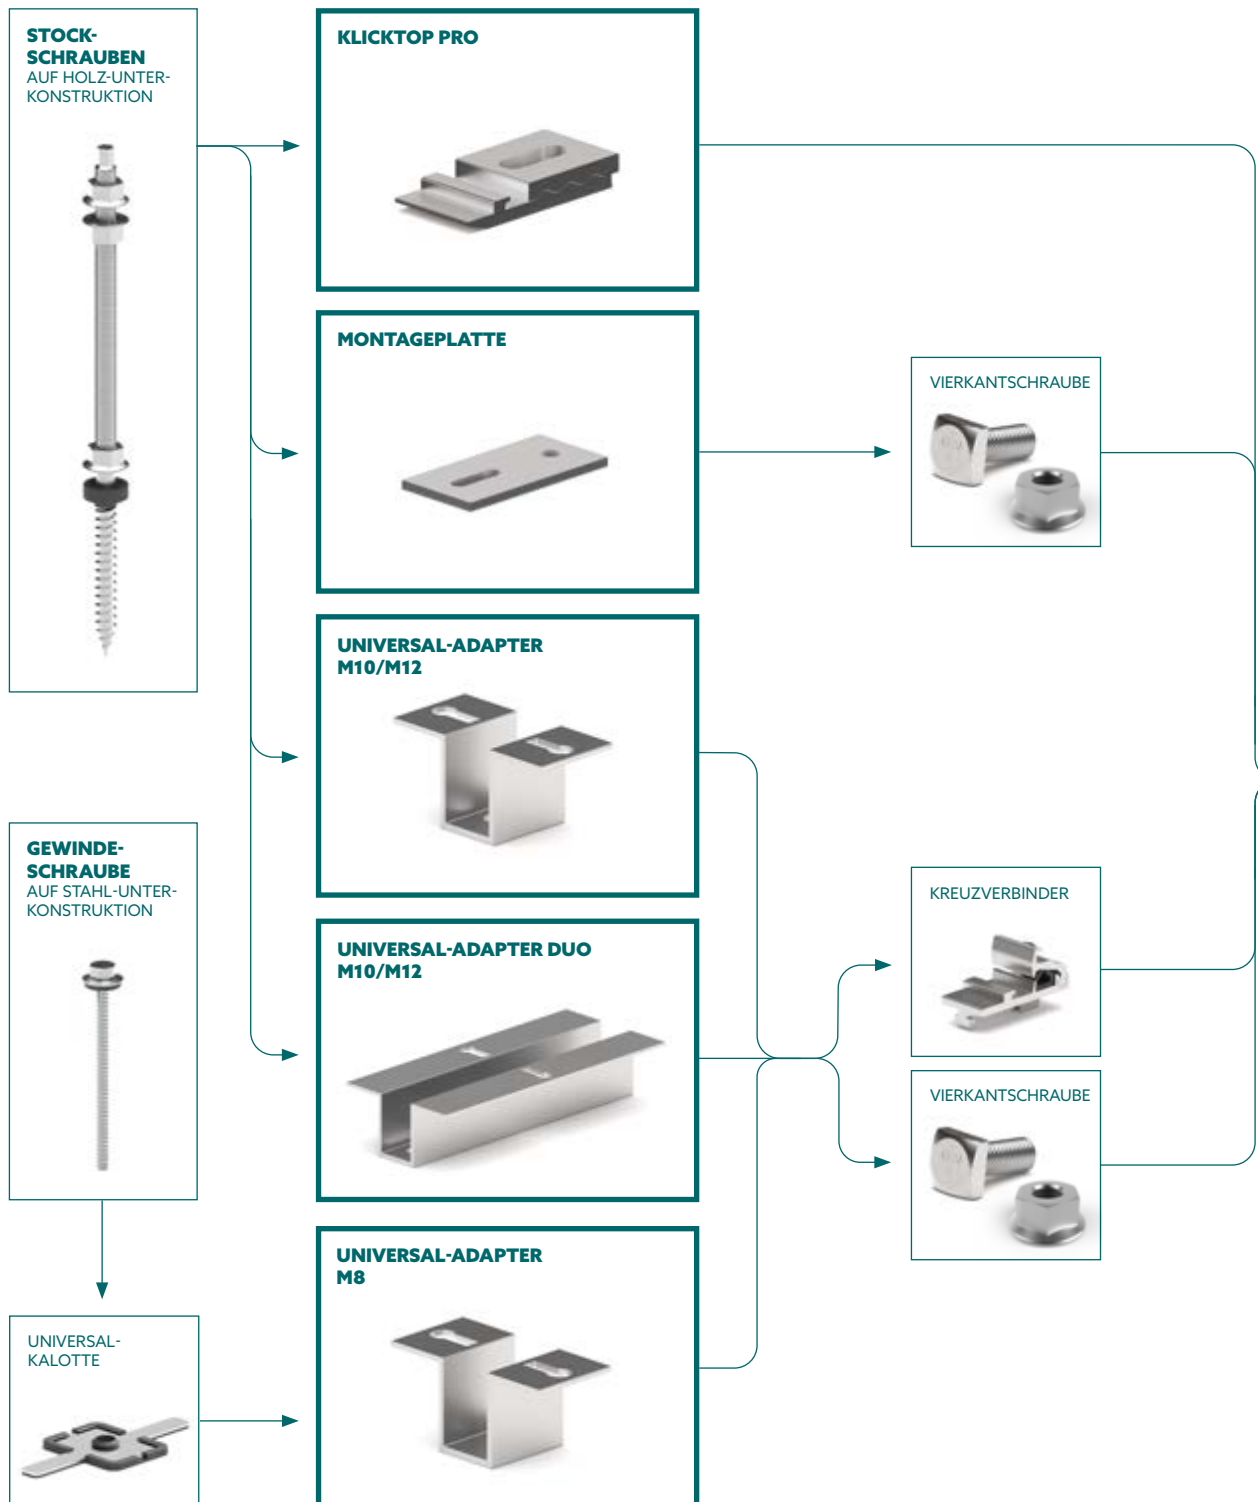 STOCK-
SCHRAUBEN
AUF HOLZ-UNTER-
KONSTRUKTION
KLICKTOP PRO
MONTAGEPLATTE
VIERKANTSCHRAUBE
UNIVERSAL-ADAPTER
M10/M12
GEWINDE-
SCHRAUBE
AUF STAHL-UNTER-
KONSTRUKTION
UNIVERSAL-ADAPTER DUO
M10/M12
KREUZVERBINDER
VIERKANTSCHRAUBE
UNIVERSAL-ADAPTER
M8
UNIVERSAL-
KALOTTE